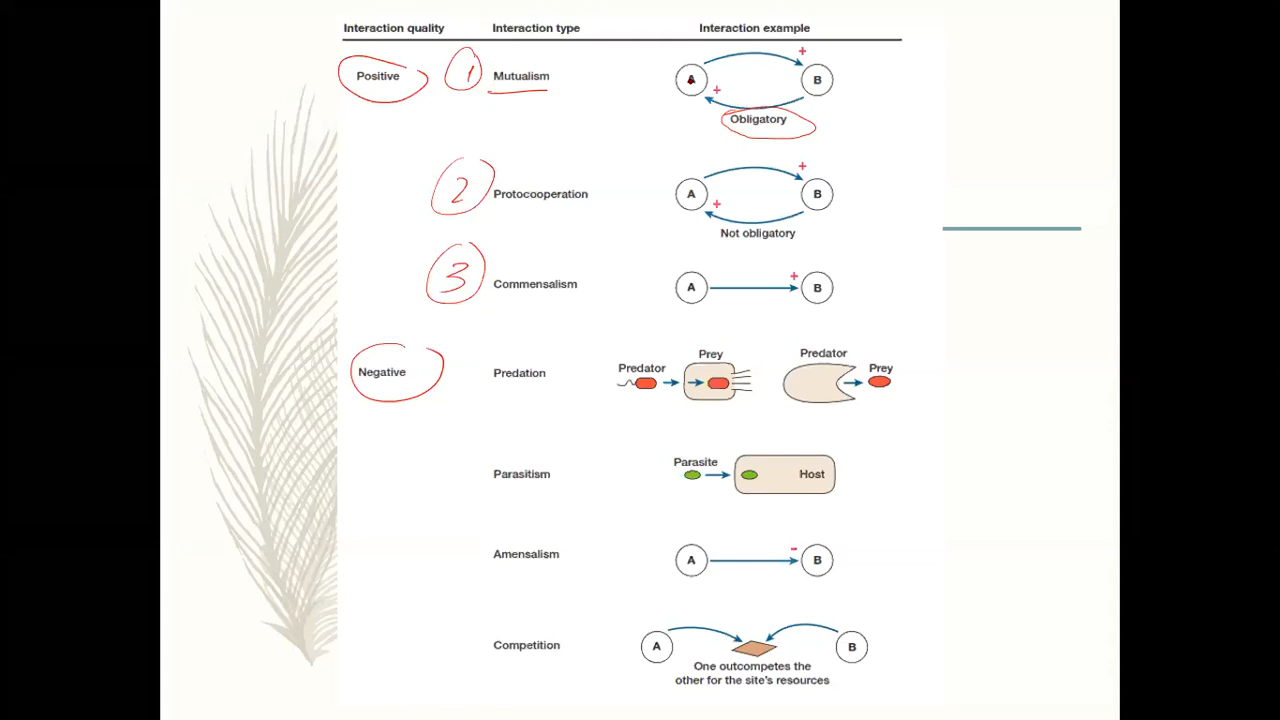 Interaction quality Interaction type Interaction example
Positive 1 Mutualism A + B +
Obligatory
2 Protocooperation A + B +
Not obligatory
3 Commensalism A + B
Negative Predation Predator Prey Predator Prey
Parasitism Parasite Host
Amensalism A - B
Competition A B
One outcompetes the
other for the site's resources